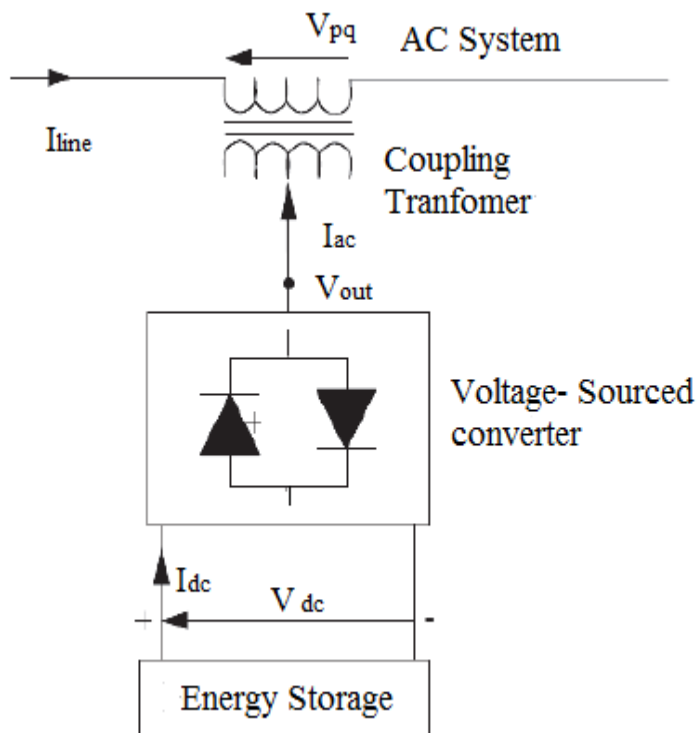 Vpq
AC System
Iline
Coupling
Tranfomer
Iac
Vout
Voltage- Sourced
converter
+
Idc
V dc
+
-
Energy Storage